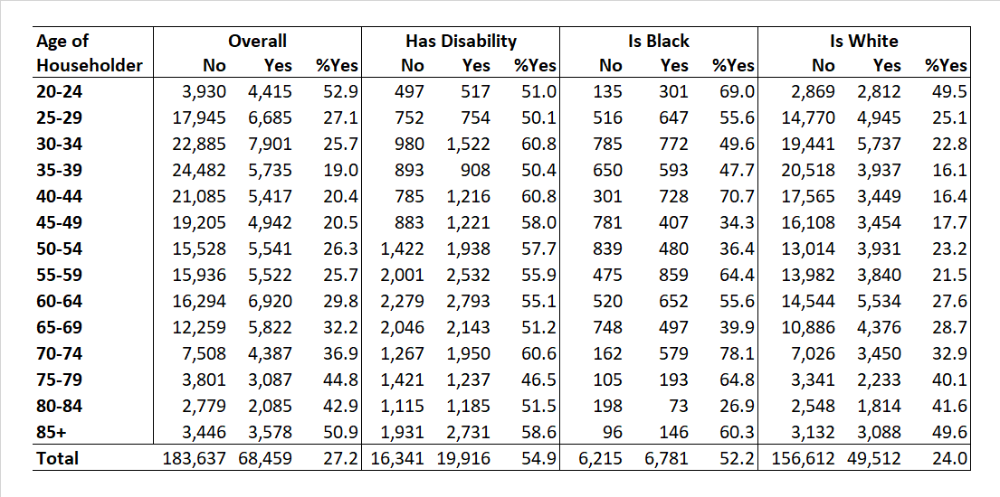 Age of Overall Has Disability Is Black Is White
Householder No Yes %Yes No Yes %Yes No Yes %Yes No Yes %Yes
20-24 3,930 4,415 52.9 497 517 51.0 135 301 69.0 2,869 2,812 49.5
25-29 17,945 6,685 27.1 752 754 50.1 516 647 55.6 14,770 4,945 25.1
30-34 22,885 7,901 25.7 980 1,522 60.8 785 772 49.6 19,441 5,737 22.8
35-39 24,482 5,735 19.0 893 908 50.4 650 593 47.7 20,518 3,937 16.1
40-44 21,085 5,417 20.4 785 1,216 60.8 301 728 70.7 17,565 3,449 16.4
45-49 19,205 4,942 20.5 883 1,221 58.0 781 407 34.3 16,108 3,454 17.7
50-54 15,528 5,541 26.3 1,422 1,938 57.7 839 480 36.4 13,014 3,931 23.2
55-59 15,936 5,522 25.7 2,001 2,532 55.9 475 859 64.4 13,982 3,840 21.5
60-64 16,294 6,920 29.8 2,279 2,793 55.1 520 652 55.6 14,544 5,534 27.6
65-69 12,259 5,822 32.2 2,046 2,143 51.2 748 497 39.9 10,886 4,376 28.7
70-74 7,508 4,387 36.9 1,267 1,950 60.6 162 579 78.1 7,026 3,450 32.9
75-79 3,801 3,087 44.8 1,421 1,237 46.5 105 193 64.8 3,341 2,233 40.1
80-84 2,779 2,085 42.9 1,115 1,185 51.5 198 73 26.9 2,548 1,814 41.6
85+ 3,446 3,578 50.9 1,931 2,731 58.6 96 146 60.3 3,132 3,088 49.6
Total 183,637 68,459 27.2 16,341 19,916 54.9 6,215 6,781 52.2 156,612 49,512 24.0